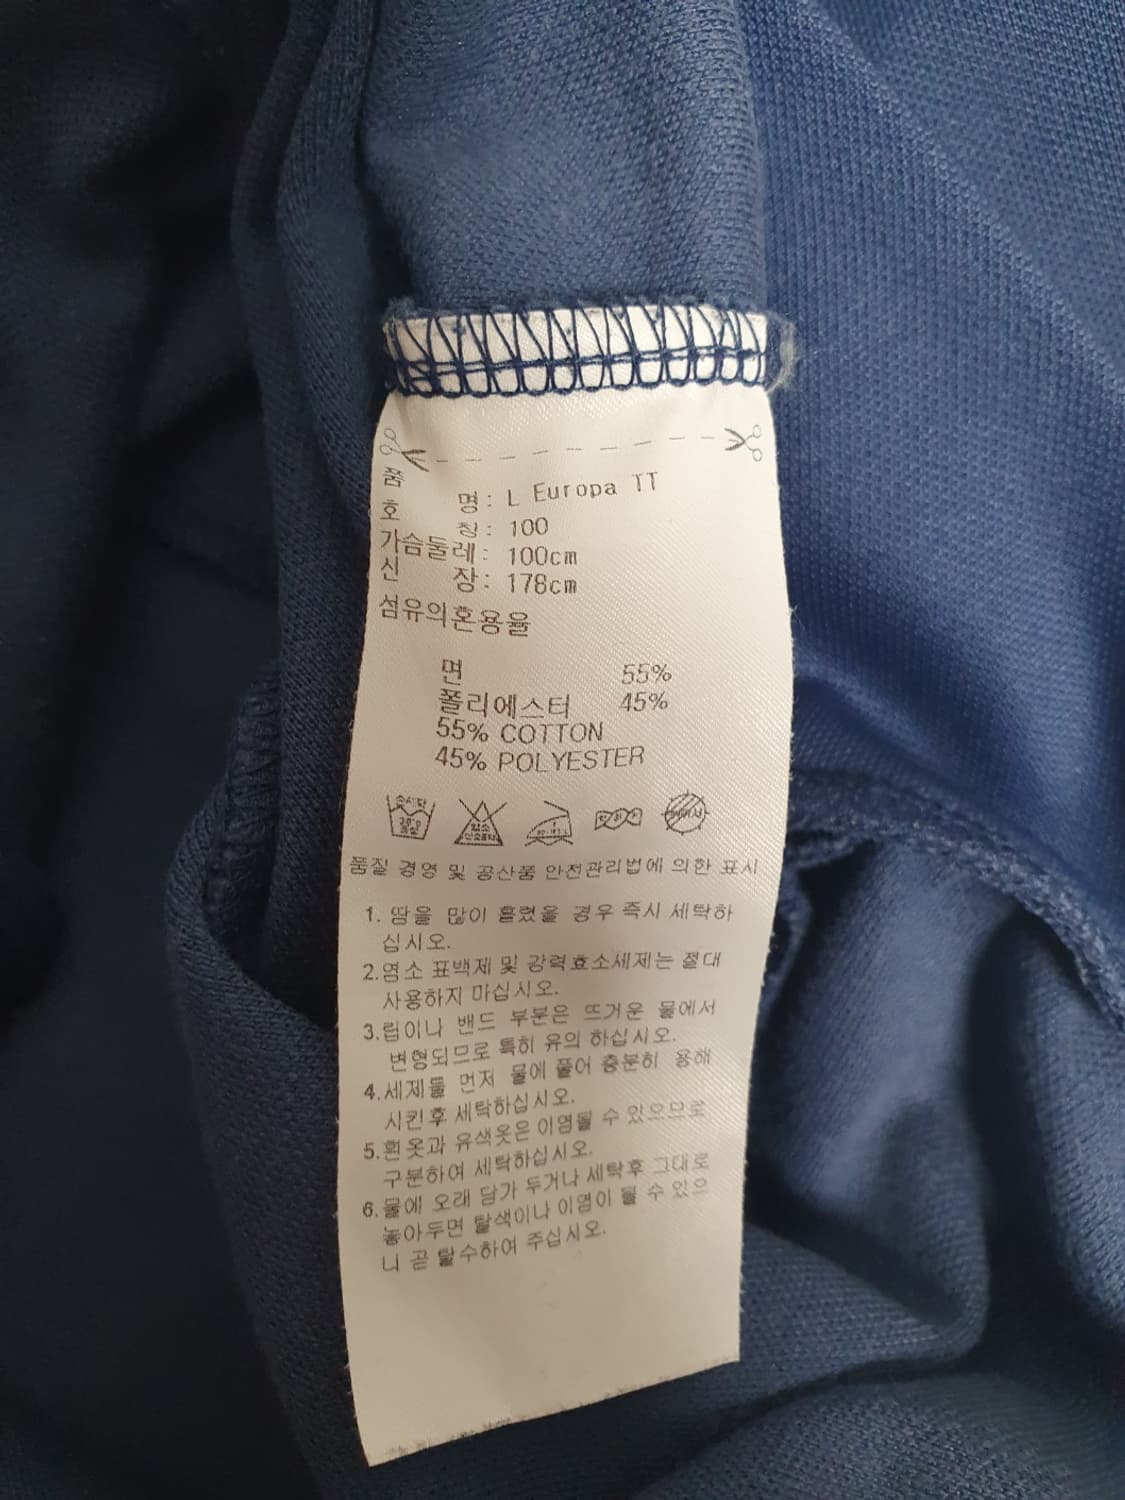 품 명: L Europa TT
호 칭: 100
가슴둘레: 100cm
신 장: 178cm
섬유의혼용율
면 55%
폴리에스터 45%
55% COTTON
45% POLYESTER
품질 경영 및 공산품 안전관리법에 의한 표시
1. 땀을 많이 흘렸을 경우 즉시 세탁하
십시오.
2.염소 표백제 및 강력효소세제는 절대
사용하지 마십시오.
3.립이나 밴드 부분은 뜨거운 물에서
변형되므로 특히 유의 하십시오.
4.세제를 먼저 물에 풀어 충분히 용해
시킨후 세탁하십시오.
5.흰옷과 유색옷은 이염될 수 있으므로
구분하여 세탁하십시오.
6.물에 오래 담가 두거나 세탁후 그대로
놓아두면 탈색이나 이염이 될 수 있으
니 곧 탈수하여 주십시오.